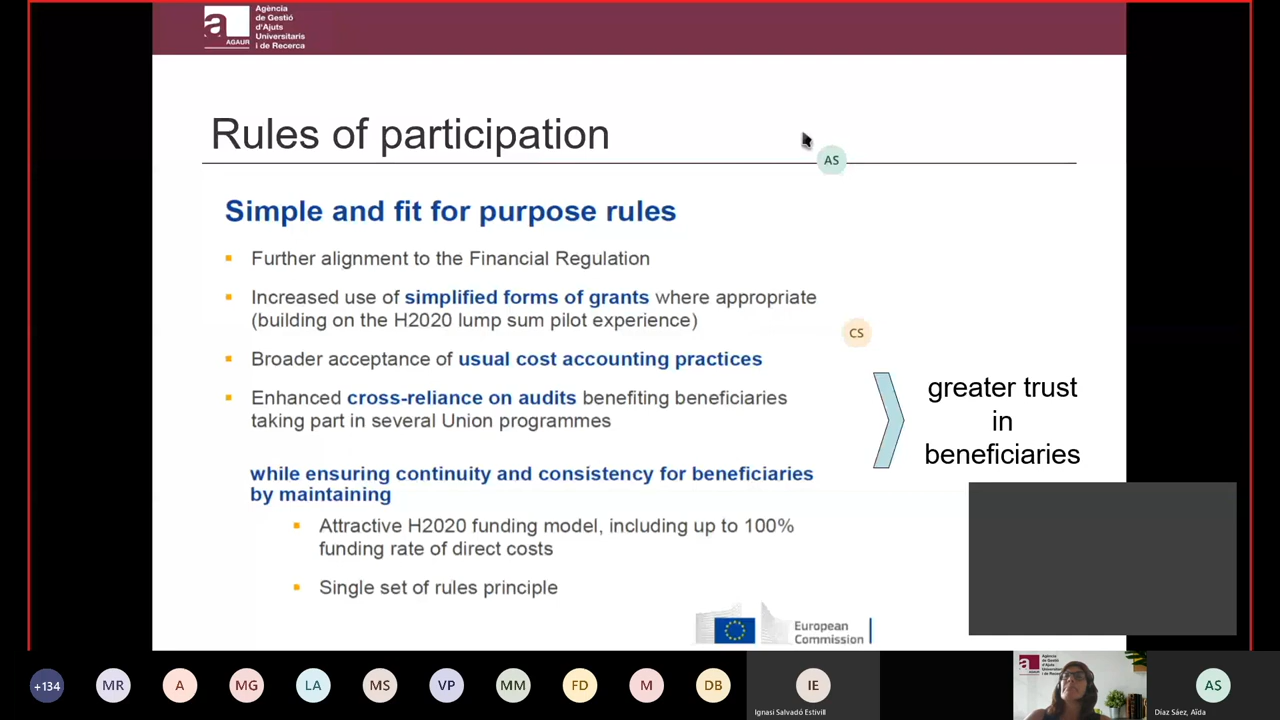 Agència
de Gestió
d'Ajuts
Universitaris
i de Recerca
a
AGAUR
Rules of participation
AS
Simple and fit for purpose rules
Further alignment to the Financial Regulation
Increased use of simplified forms of grants where appropriate
(building on the H2020 lump sum pilot experience)
CS
Broader acceptance of usual cost accounting practices
Enhanced cross-reliance on audits benefiting beneficiaries
taking part in several Union programmes
greater trust
in
beneficiaries
while ensuring continuity and consistency for beneficiaries
by maintaining
Attractive H2020 funding model, including up to 100%
funding rate of direct costs
Single set of rules principle
European
Commission
+134
MR
A
MG
LA
MS
VP
MM
FD
M
DB
IE
Ignasi Salvadó Estivill
AS
Díaz Sáez, Aïda